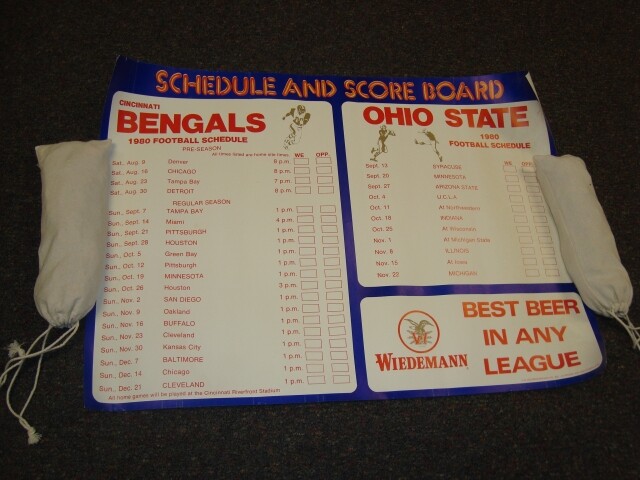 SCHEDULE AND SCORE BOARD
CINCINNATI
BENGALS
1980 FOOTBALL SCHEDULE
PRE-SEASON
All times listed are home site times.
WE OPP.
Sat., Aug. 9 Denver 8 p.m.
Sat., Aug. 16 CHICAGO 8 p.m.
Sat., Aug. 23 Tampa Bay 7 p.m.
Sat., Aug. 30 DETROIT 8 p.m.
REGULAR SEASON
Sun., Sept. 7 TAMPA BAY 1 p.m.
Sun., Sept. 14 Miami 4 p.m.
Sun., Sept. 21 PITTSBURGH 1 p.m.
Sun., Sept. 28 HOUSTON 1 p.m.
Sun., Oct. 5 Green Bay 1 p.m.
Sun., Oct. 12 Pittsburgh 1 p.m.
Sun., Oct. 19 MINNESOTA 1 p.m.
Sun., Oct. 26 Houston 3 p.m.
Sun., Nov. 2 SAN DIEGO 1 p.m.
Sun., Nov. 9 Oakland 1 p.m.
Sun., Nov. 16 BUFFALO 1 p.m.
Sun., Nov. 23 Cleveland 1 p.m.
Sun., Nov. 30 Kansas City 1 p.m.
Sun., Dec. 7 BALTIMORE 1 p.m.
Sun., Dec. 14 Chicago 1 p.m.
Sun., Dec. 21 CLEVELAND 1 p.m.
All home games will be played at the Cincinnati Riverfront Stadium
OHIO STATE
1980
FOOTBALL SCHEDULE
WE OPP.
Sept. 13 SYRACUSE
Sept. 20 MINNESOTA
Sept. 27 ARIZONA STATE
Oct. 4 U.C.L.A.
Oct. 11 At Northwestern
Oct. 18 INDIANA
Oct. 25 At Wisconsin
Nov. 1 At Michigan State
Nov. 8 ILLINOIS
Nov. 15 At Iowa
Nov. 22 MICHIGAN
WIEDEMANN
BEST BEER
IN ANY
LEAGUE